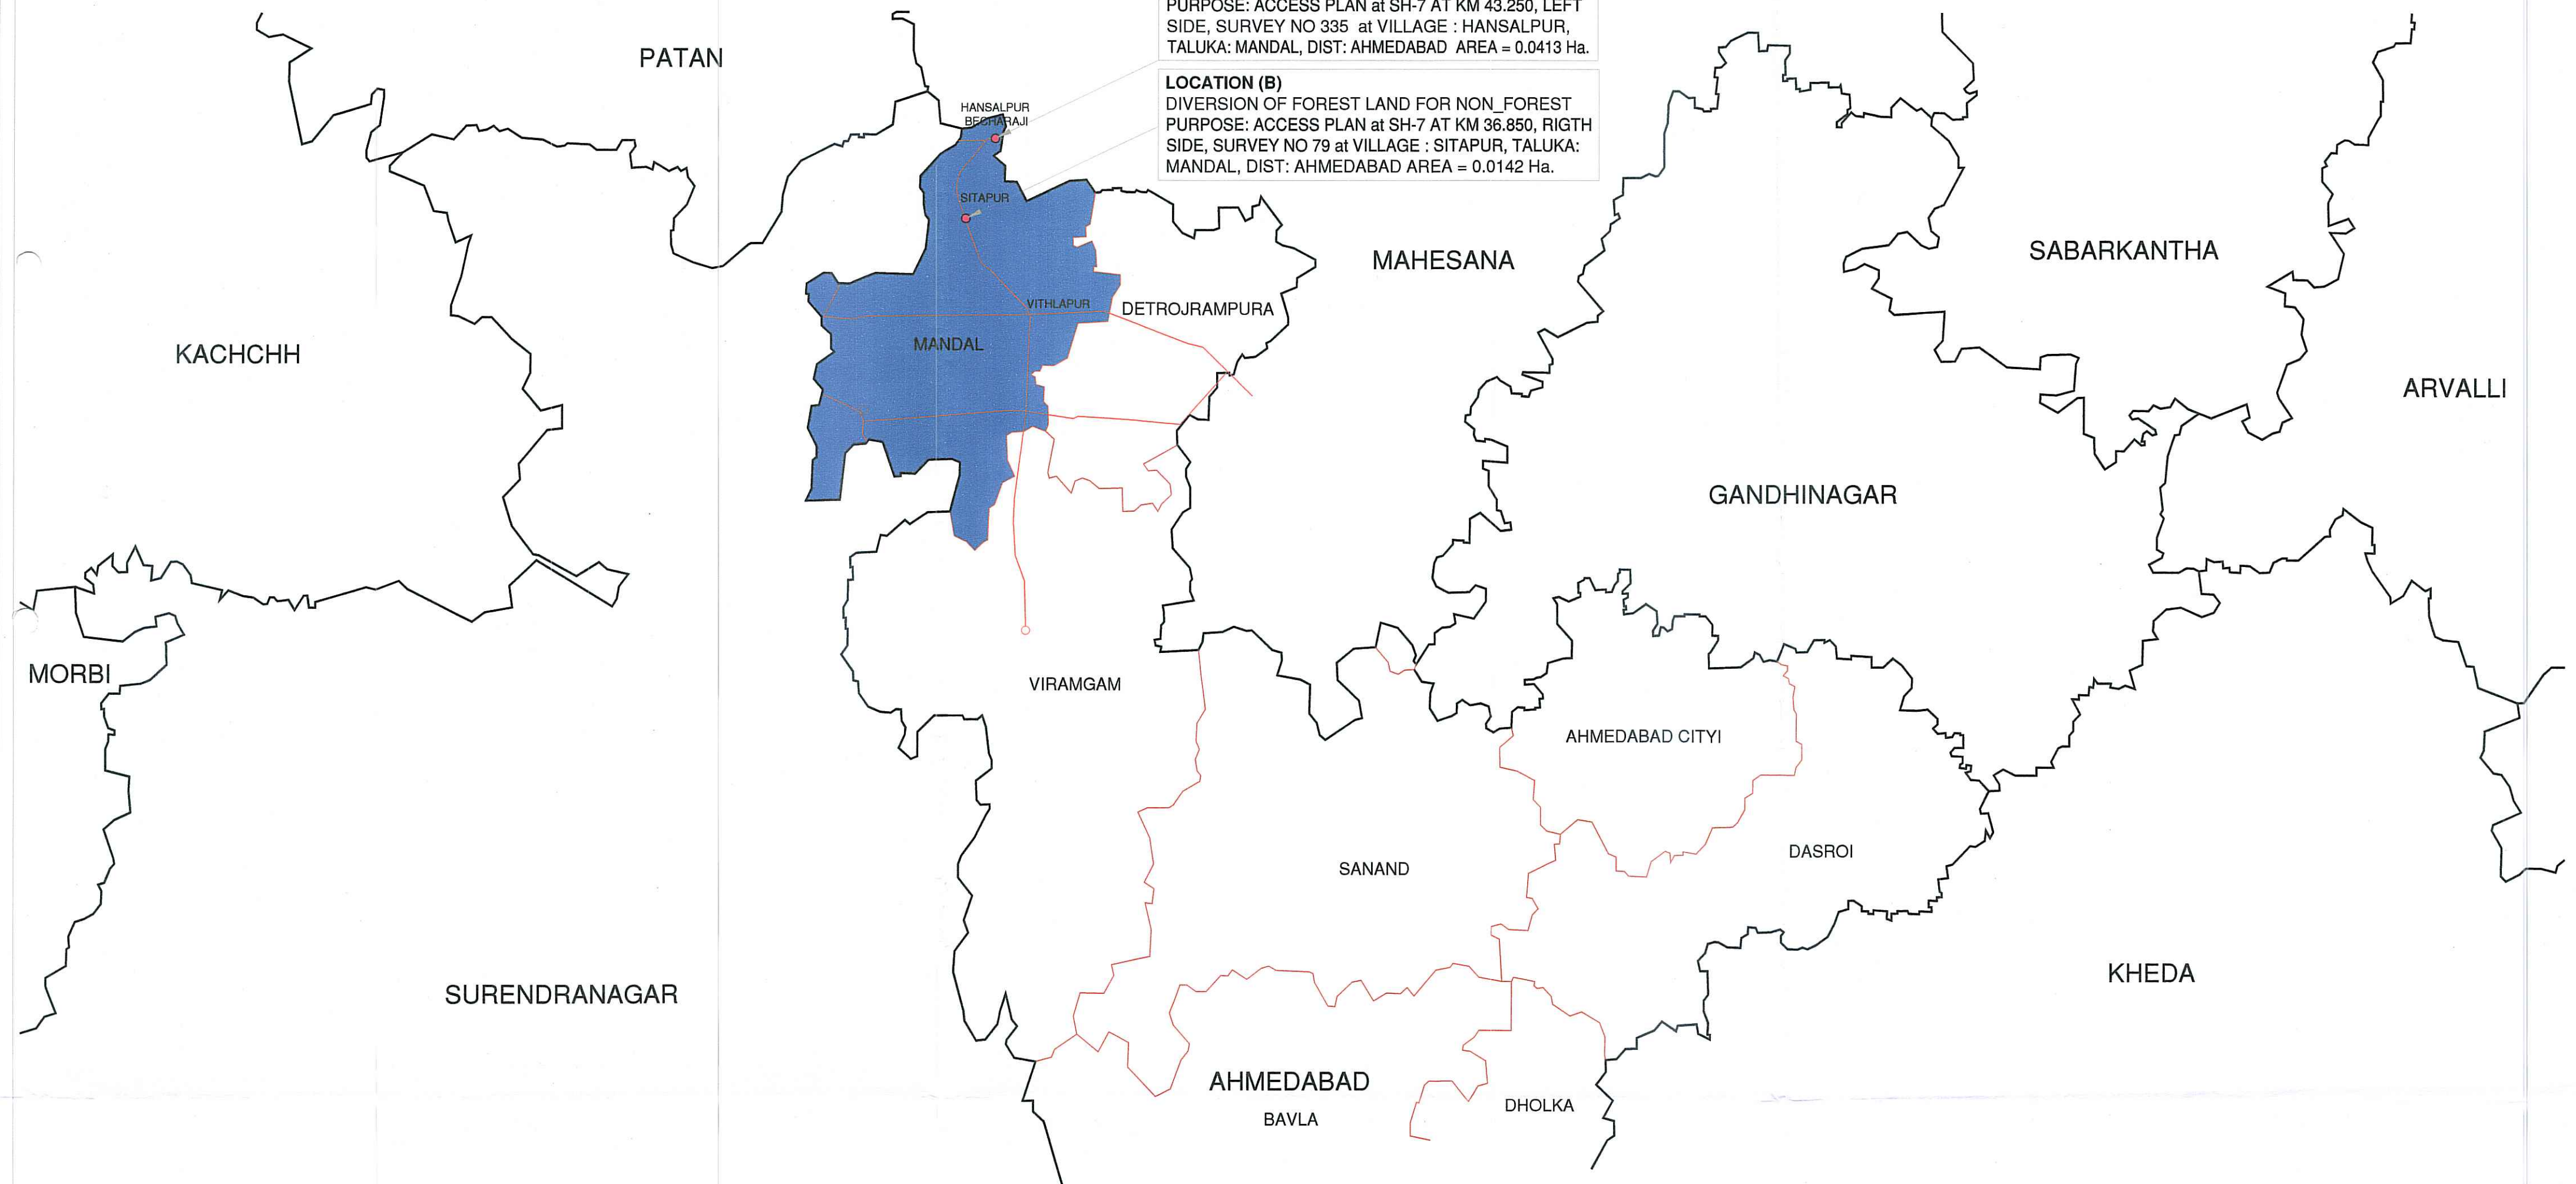 PURPOSE: ACCESS PLAN at SH-7 AT KM 43.250, LEFT
SIDE, SURVEY NO 335 at VILLAGE : HANSALPUR,
TALUKA: MANDAL, DIST: AHMEDABAD AREA = 0.0413 Ha.
LOCATION (B)
DIVERSION OF FOREST LAND FOR NON_FOREST
PURPOSE: ACCESS PLAN at SH-7 AT KM 36.850, RIGTH
SIDE, SURVEY NO 79 at VILLAGE : SITAPUR, TALUKA:
MANDAL, DIST: AHMEDABAD AREA = 0.0142 Ha.
PATAN
HANSALPUR
BECHARAJI
SITAPUR
MAHESANA
SABARKANTHA
VITHLAPUR
DETROJRAMPURA
MANDAL
KACHCHH
ARVALLI
GANDHINAGAR
MORBI
VIRAMGAM
AHMEDABAD CITYI
DASROI
SANAND
KHEDA
SURENDRANAGAR
AHMEDABAD
BAVLA
DHOLKA